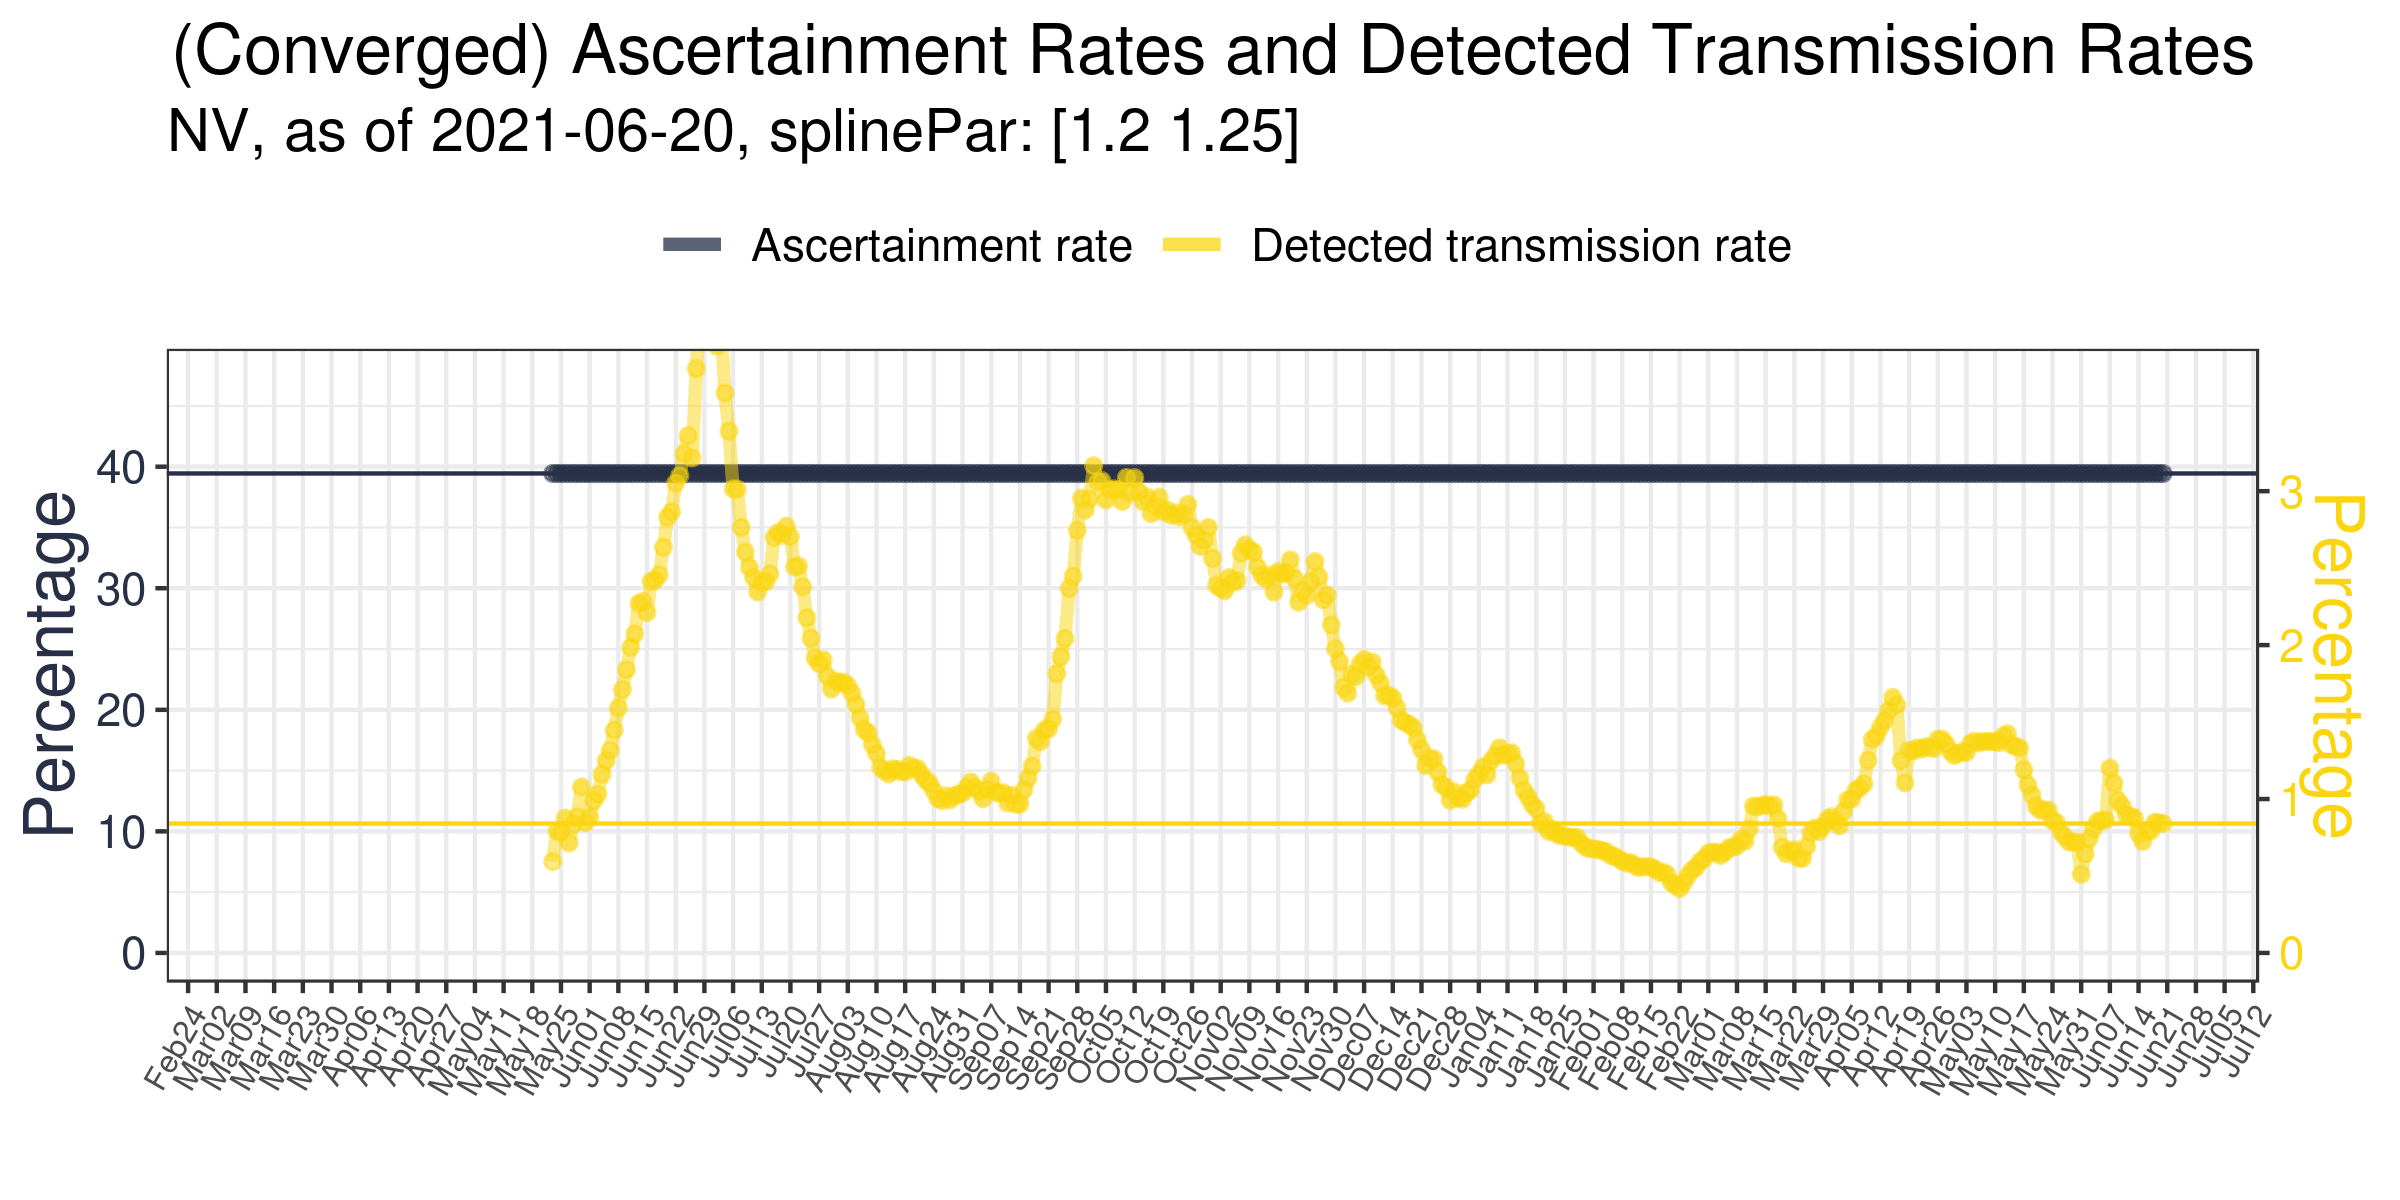 (Converged) Ascertainment Rates and Detected Transmission Rates
NV, as of 2021-06-20, splinePar: [1.2 1.25]
Ascertainment rate
Detected transmission rate
Percentage
40
30
20
10
0
3
2
1
0
Percentage
Feb24
Mar02
Mar09
Mar16
Mar23
Mar30
Apr06
Apr13
Apr20
Apr27
May04
May11
May18
May25
Jun01
Jun08
Jun15
Jun22
Jun29
Jul06
Jul13
Jul20
Jul27
Aug03
Aug10
Aug17
Aug24
Aug31
Sep07
Sep14
Sep21
Sep28
Oct05
Oct12
Oct19
Oct26
Nov02
Nov09
Nov16
Nov23
Nov30
Dec07
Dec14
Dec21
Dec28
Jan04
Jan11
Jan18
Jan25
Feb01
Feb08
Feb15
Feb22
Mar01
Mar08
Mar15
Mar22
Mar29
Apr05
Apr12
Apr19
Apr26
May03
May10
May17
May24
May31
Jun07
Jun14
Jun21
Jun28
Jul05
Jul12